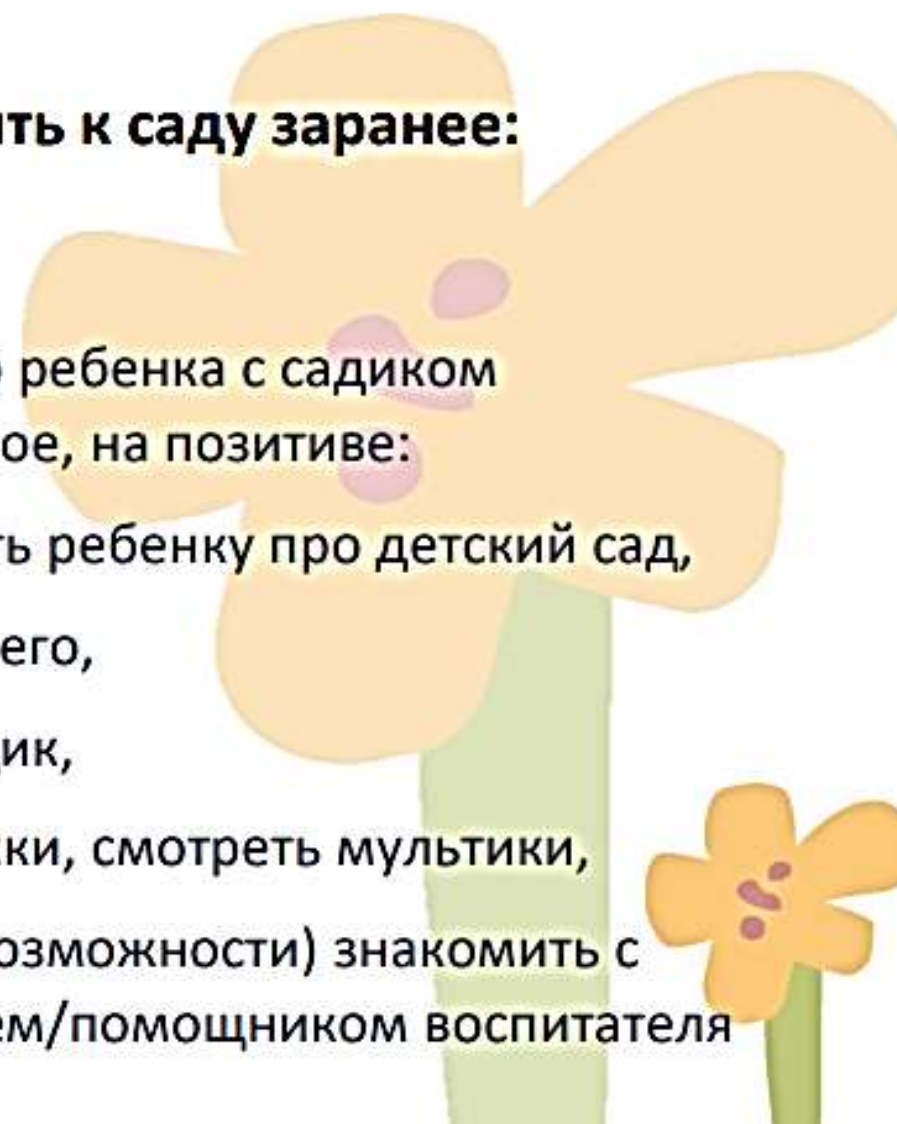 ить к саду заранее:
ребенка с садиком
ое, на позитиве:
ть ребенку про детский сад,
его,
ик,
ки, смотреть мультики,
озможности) знакомить с
ем/помощником воспитателя